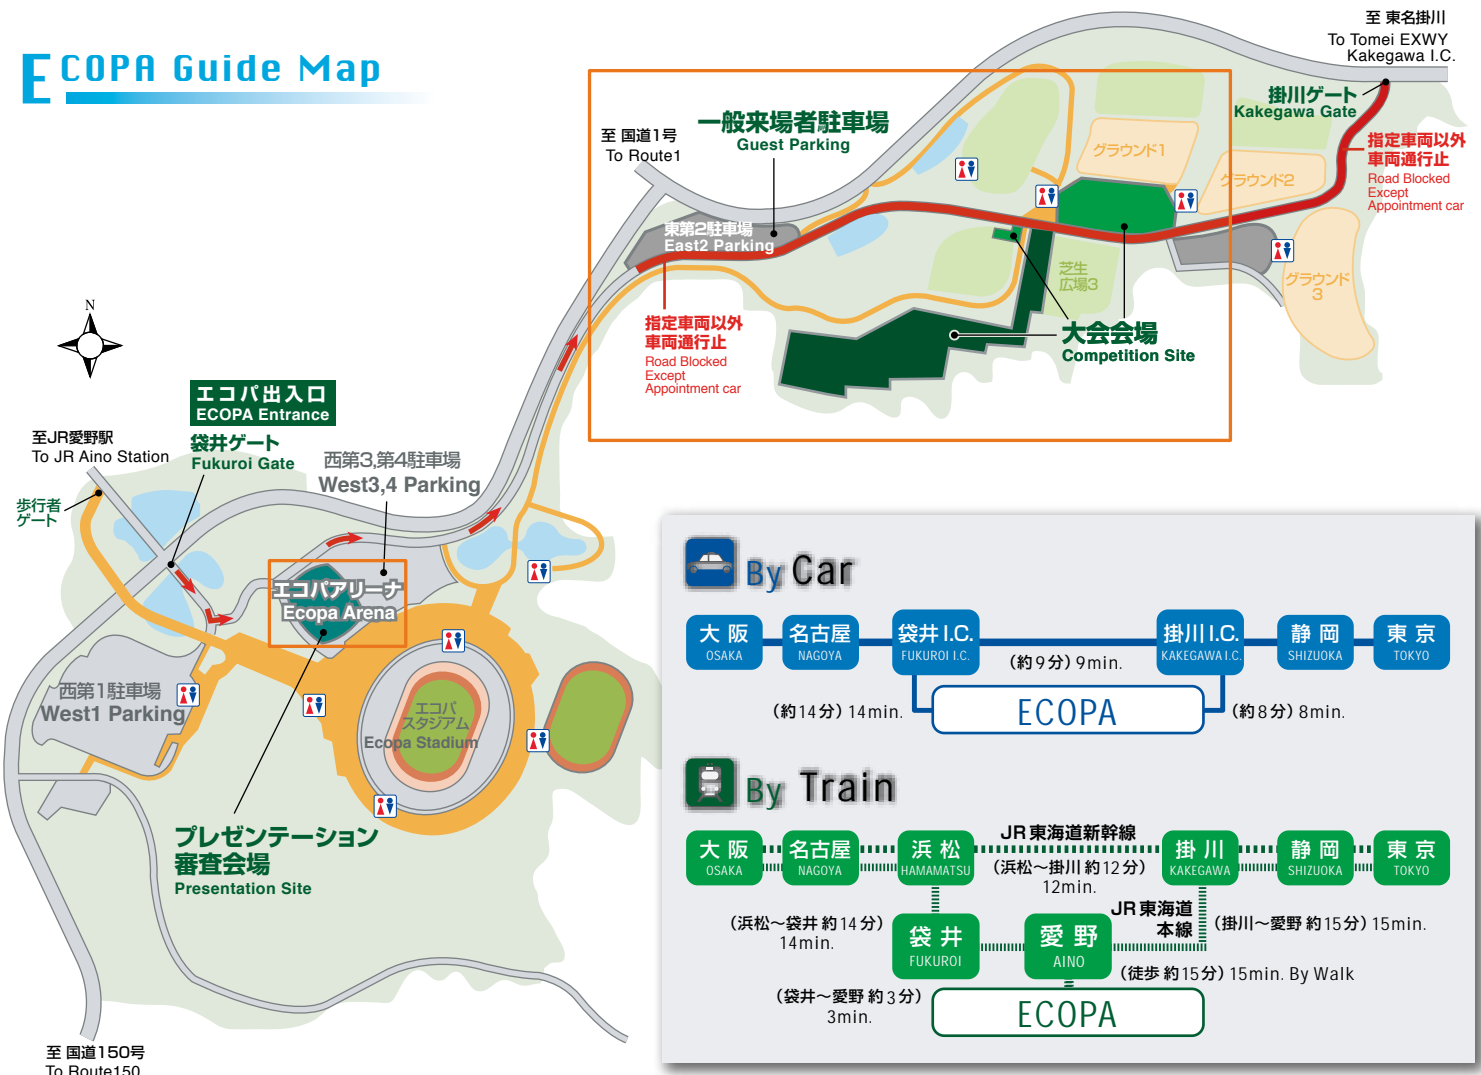 ECOPA Guide Map
至 東名掛川
To Tomei EXWY
Kakegawa I.C.
掛川ゲート
Kakegawa Gate
指定車両以外
車両通行止
Road Blocked
Except
Appointment car
至 国道1号
To Route1
一般来場者駐車場
Guest Parking
グラウンド1
グラウンド2
グラウンド
3
東第2駐車場
East2 Parking
芝生
広場3
指定車両以外
車両通行止
Road Blocked
Except
Appointment car
大会会場
Competition Site
N
エコパ出入口
ECOPA Entrance
袋井ゲート
Fukuroi Gate
至JR愛野駅
To JR Aino Station
歩行者
ゲート
西第3,第4駐車場
West3,4 Parking
エコパアリーナ
Ecopa Arena
西第1駐車場
West1 Parking
エコパ
スタジアム
Ecopa Stadium
プレゼンテーション
審査会場
Presentation Site
至 国道150号
To Route150
By Car
大阪
OSAKA
名古屋
NAGOYA
袋井I.C.
FUKUROI I.C.
掛川I.C.
KAKEGAWA I.C.
静岡
SHIZUOKA
東京
TOKYO
(約9分) 9min.
(約14分) 14min.
ECOPA
(約8分) 8min.
By Train
JR東海道新幹線
大阪
OSAKA
名古屋
NAGOYA
浜松
HAMAMATSU
(浜松〜掛川 約12分)
12min.
掛川
KAKEGAWA
静岡
SHIZUOKA
東京
TOKYO
JR東海道
本線
(浜松〜袋井 約14分)
14min.
袋井
FUKUROI
愛野
AINO
(掛川〜愛野 約15分) 15min.
(徒歩 約15分) 15min. By Walk
(袋井〜愛野 約3分)
3min.
ECOPA